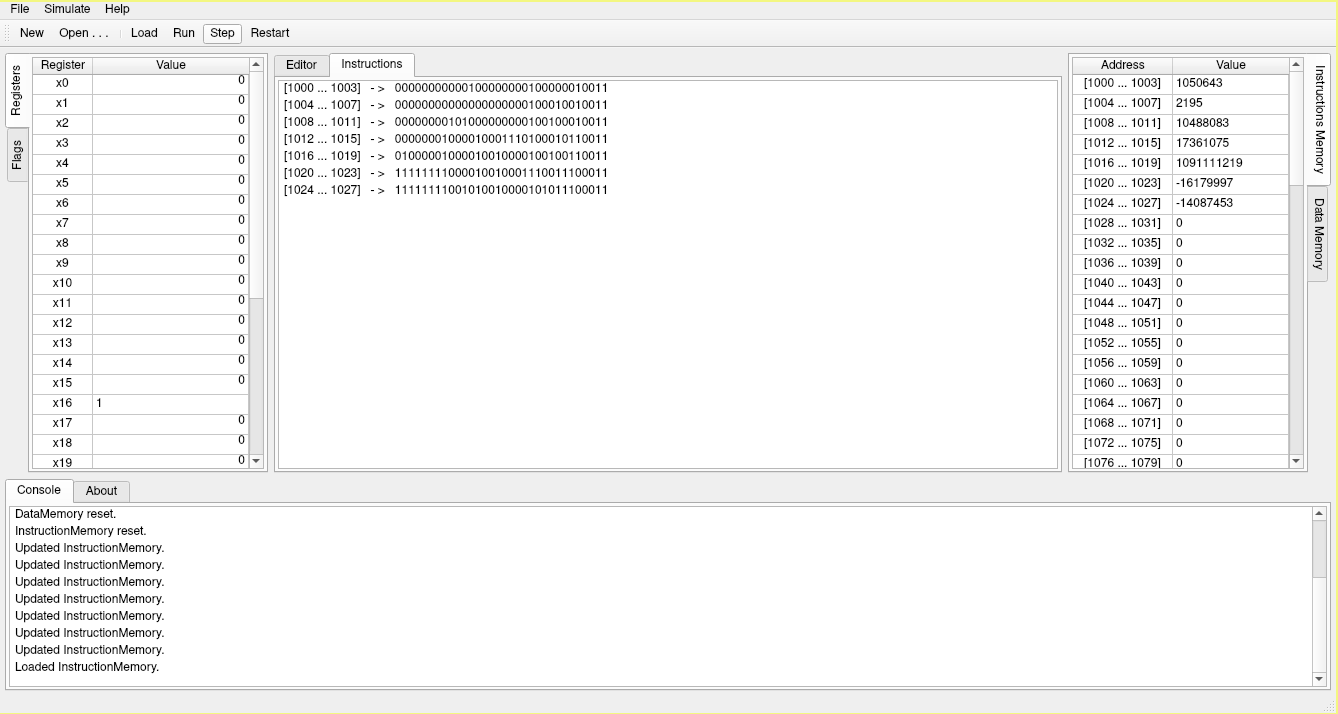 File Simulate Help
New Open . . . Load Run Step Restart
Registers
Flags
Register Value
x0 0
x1 0
x2 0
x3 0
x4 0
x5 0
x6 0
x7 0
x8 0
x9 0
x10 0
x11 0
x12 0
x13 0
x14 0
x15 0
x16 1
x17 0
x18 0
x19 0
Editor Instructions
[1000 ... 1003] - > 00000000000100000000100000010011
[1004 ... 1007] - > 00000000000000000000100010010011
[1008 ... 1011] - > 00000000101000000000100100010011
[1012 ... 1015] - > 00000001000010001110100010110011
[1016 ... 1019] - > 01000001000010010000100100110011
[1020 ... 1023] - > 11111111000010010001110011100011
[1024 ... 1027] - > 11111111001010010000101011100011
Address Value
[1000 ... 1003] 1050643
[1004 ... 1007] 2195
[1008 ... 1011] 10488083
[1012 ... 1015] 17361075
[1016 ... 1019] 1091111219
[1020 ... 1023] -16179997
[1024 ... 1027] -14087453
[1028 ... 1031] 0
[1032 ... 1035] 0
[1036 ... 1039] 0
[1040 ... 1043] 0
[1044 ... 1047] 0
[1048 ... 1051] 0
[1052 ... 1055] 0
[1056 ... 1059] 0
[1060 ... 1063] 0
[1064 ... 1067] 0
[1068 ... 1071] 0
[1072 ... 1075] 0
[1076 ... 1079] 0
Instructions Memory
Data Memory
Console About
DataMemory reset.
InstructionMemory reset.
Updated InstructionMemory.
Updated InstructionMemory.
Updated InstructionMemory.
Updated InstructionMemory.
Updated InstructionMemory.
Updated InstructionMemory.
Updated InstructionMemory.
Loaded InstructionMemory.